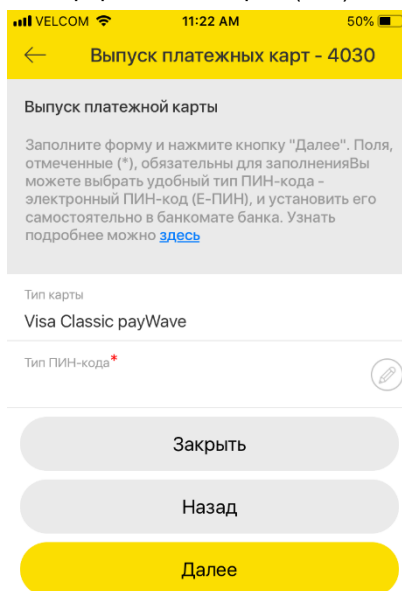 VELCOM 11:22 AM 50%
Выпуск платежных карт - 4030
Выпуск платежной карты
Заполните форму и нажмите кнопку "Далее". Поля,
отмеченные (*), обязательны для заполненияВы
можете выбрать удобный тип ПИН-кода -
электронный ПИН-код (Е-ПИН), и установить его
самостоятельно в банкомате банка. Узнать
подробнее можно здесь
Тип карты
Visa Classic payWave
Тип ПИН-кода*
Закрыть
Назад
Далее